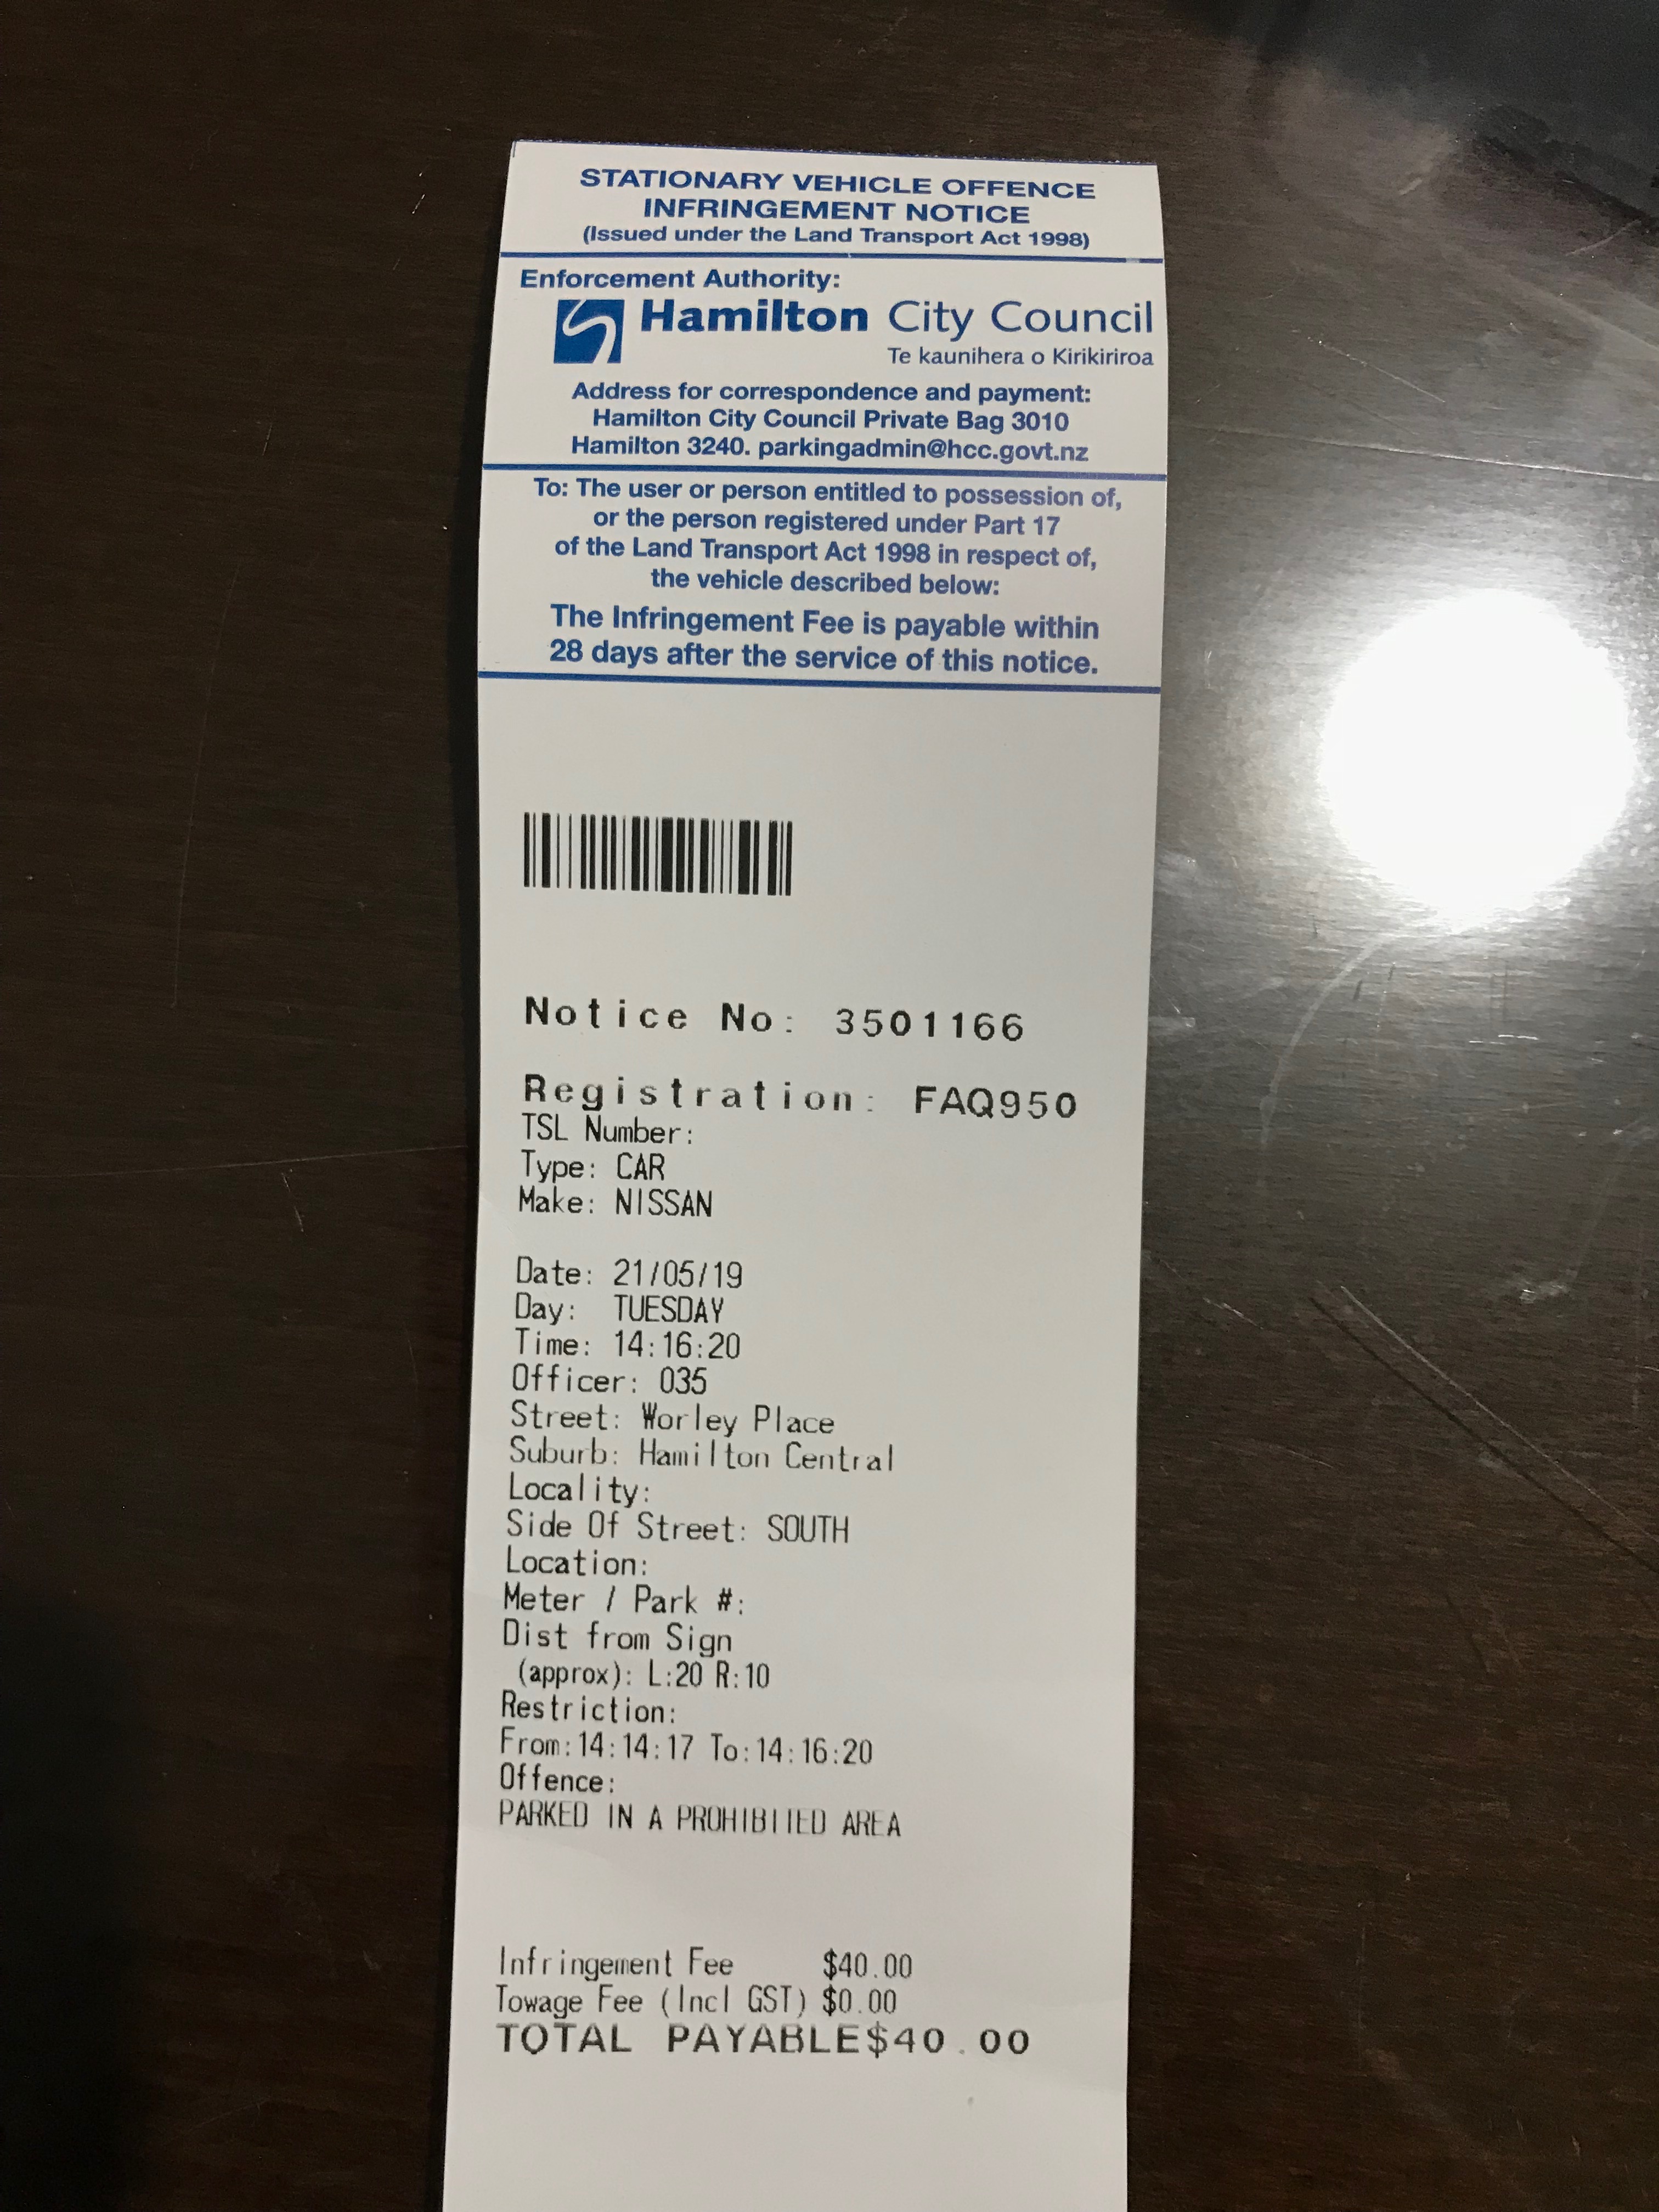 STATIONARY VEHICLE OFFENCE
INFRINGEMENT NOTICE
(Issued under the Land Transport Act 1998)
Enforcement Authority:
Hamilton City Council
Te kaunihera o Kirikiriroa
Address for correspondence and payment:
Hamilton City Council Private Bag 3010
Hamilton 3240. parkingadmin@hcc.govt.nz
To: The user or person entitled to possession of,
or the person registered under Part 17
of the Land Transport Act 1998 in respect of,
the vehicle described below:
The Infringement Fee is payable within
28 days after the service of this notice.
Notice No: 3501166
Registration: FAQ950
TSL Number:
Type: CAR
Make: NISSAN
Date: 21/05/19
Day: TUESDAY
Time: 14:16:20
Officer: 035
Street: Worley Place
Suburb: Hamilton Central
Locality:
Side Of Street: SOUTH
Location:
Meter / Park #:
Dist from Sign
(approx): L:20 R:10
Restriction:
From:14:14:17 To:14:16:20
Offence:
PARKED IN A PROHIBITED AREA
Infringement Fee $40.00
Towage Fee (Incl GST) $0.00
TOTAL PAYABLE$40.00